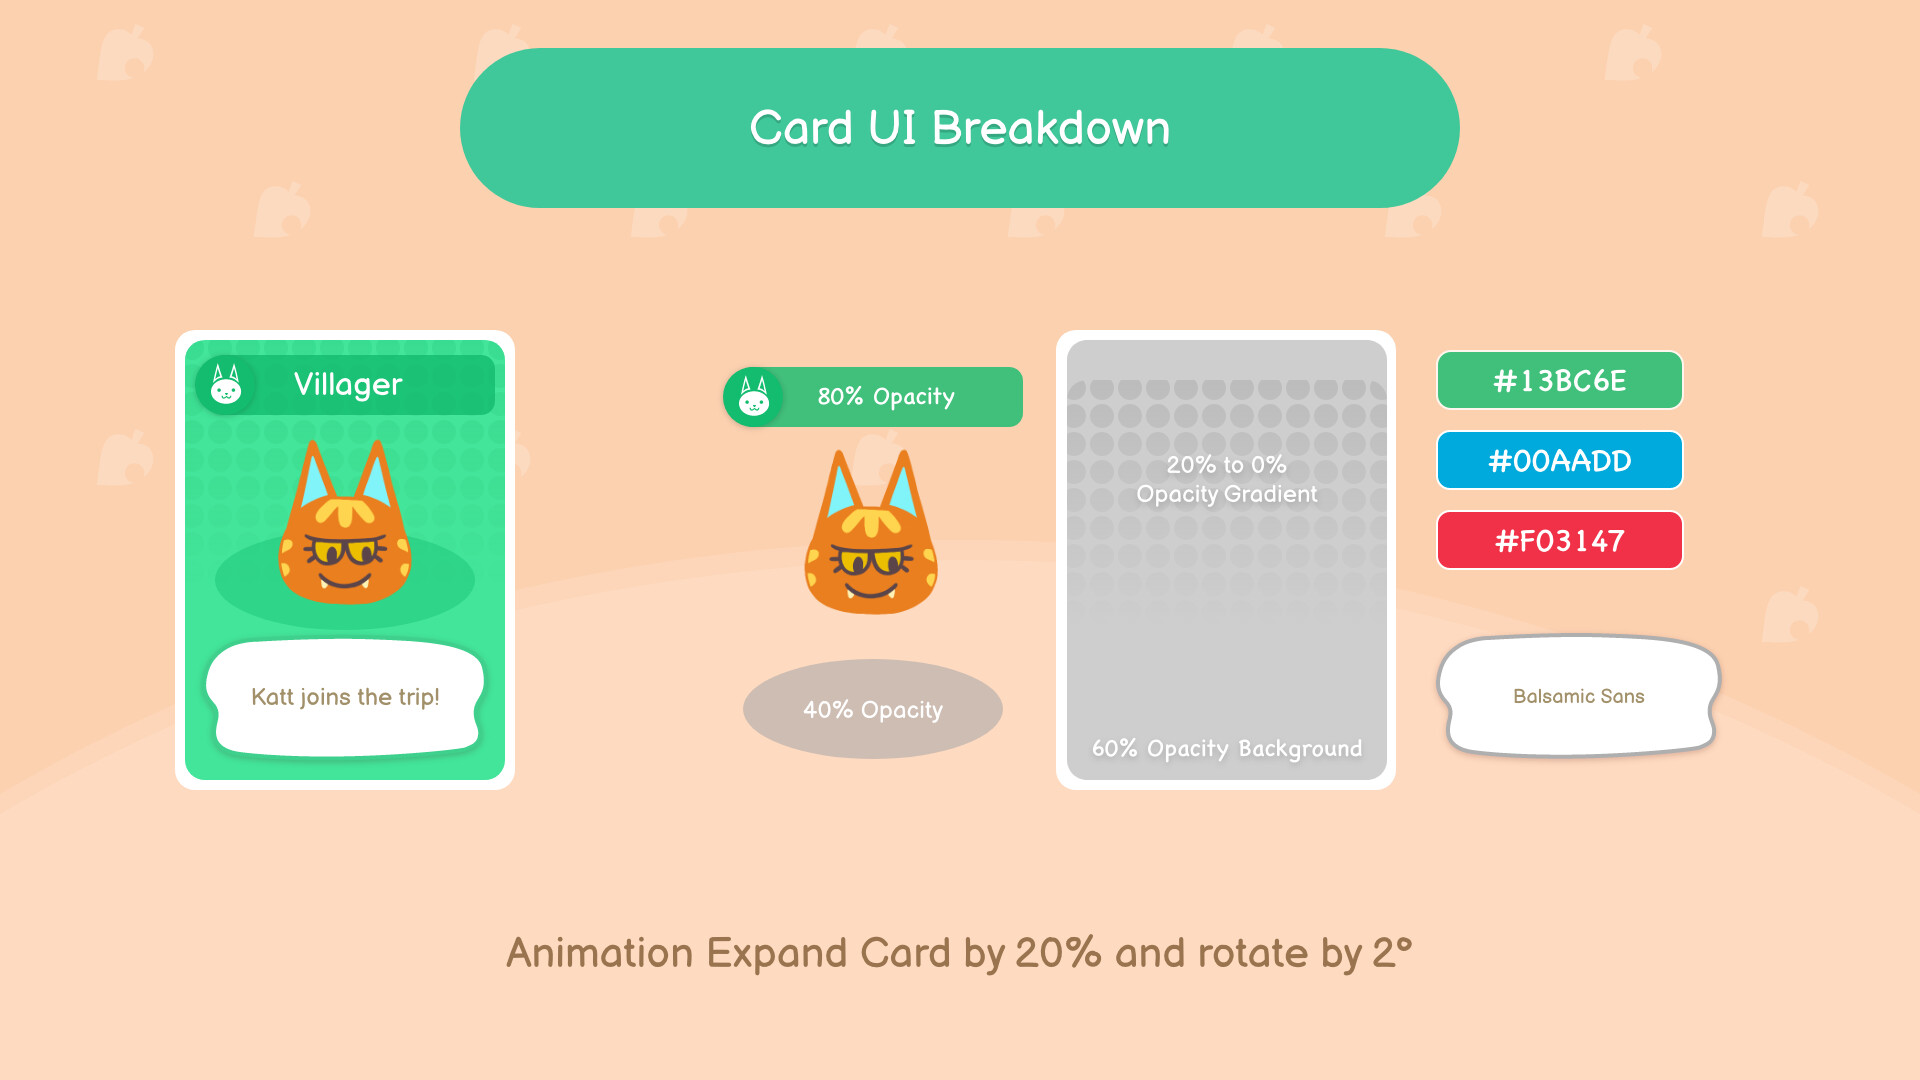 Card UI Breakdown
Villager
Katt joins the trip!
80% Opacity
40% Opacity
20% to 0%
Opacity Gradient
60% Opacity Background
#13BC6E
#00AADD
#F03147
Balsamic Sans
Animation Expand Card by 20% and rotate by 2°